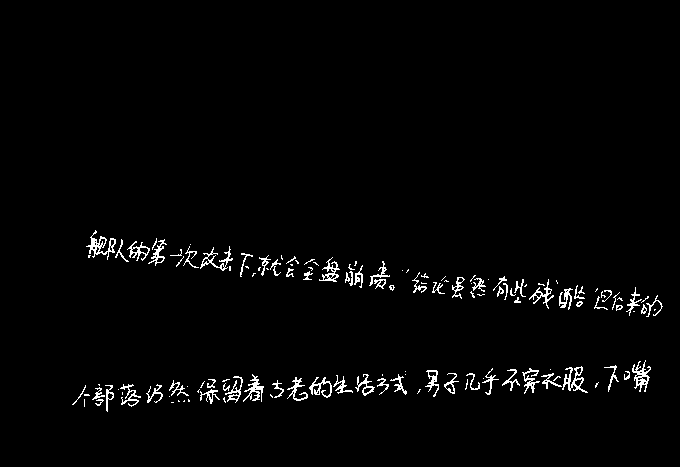 舰队的第一次攻击下,就会全盘崩溃。”结论虽然有些残酷但后来的
个部落仍然保留着古老的生活方式,男子几乎不穿衣服,下嘴